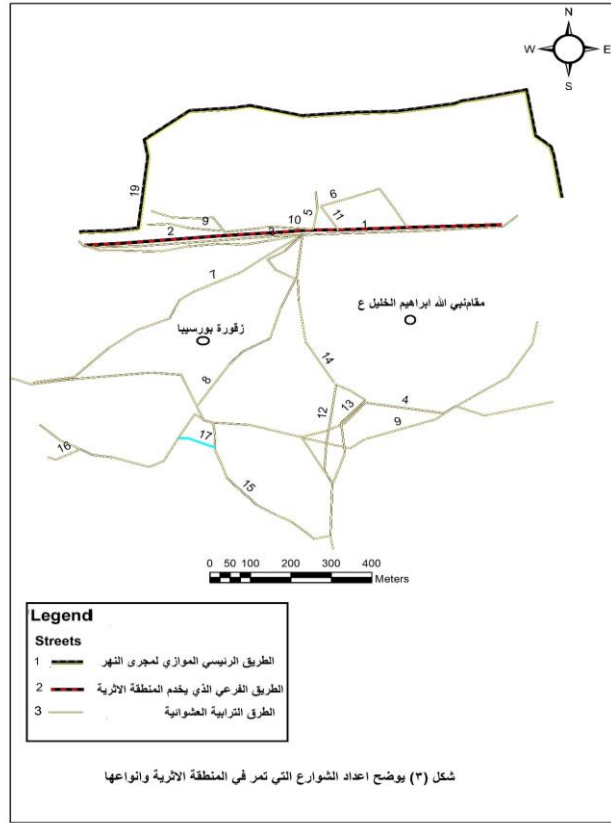 N
W E
S
19
6
5
11
10
9
2
3
1
7
مقام نبي الله ابراهيم الخليل ع
زقورة بورسيبا
14
8
4
12
13
9
17
16
15
0 50 100 200 300 400
Meters
Legend
Streets
1 الطريق الرئيسي الموازي لمجرى النهر
2 الطريق الفرعي الذي يخدم المنطقة الاثرية
3 الطرق الترابية العشوائية
شكل (٣) يوضح اعداد الشوارع التي تمر في المنطقة الاثرية وانواعها